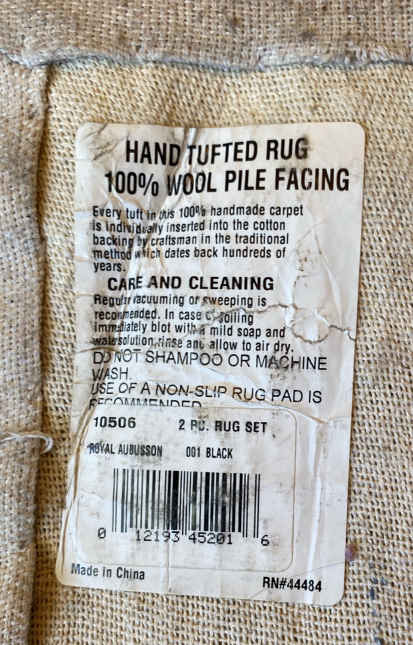 HAND TUFTED RUG
100% WOOL PILE FACING
Every tuft in this 100% handmade carpet
is individually inserted into the cotton
backing by craftsman in the traditional
method which dates back hundreds of
years.
CARE AND CLEANING
Regular vacuuming or sweeping is
recommended. In case of soiling
immediately blot with a mild soap and
water solution, rinse and allow to air dry.
DO NOT SHAMPOO OR MACHINE
WASH.
USE OF A NON-SLIP RUG PAD IS
RECOMMENDED
10506 2 PC. RUG SET
ROYAL AUBUSSON 001 BLACK
0 12193 45201 6
Made in China
RN#44484